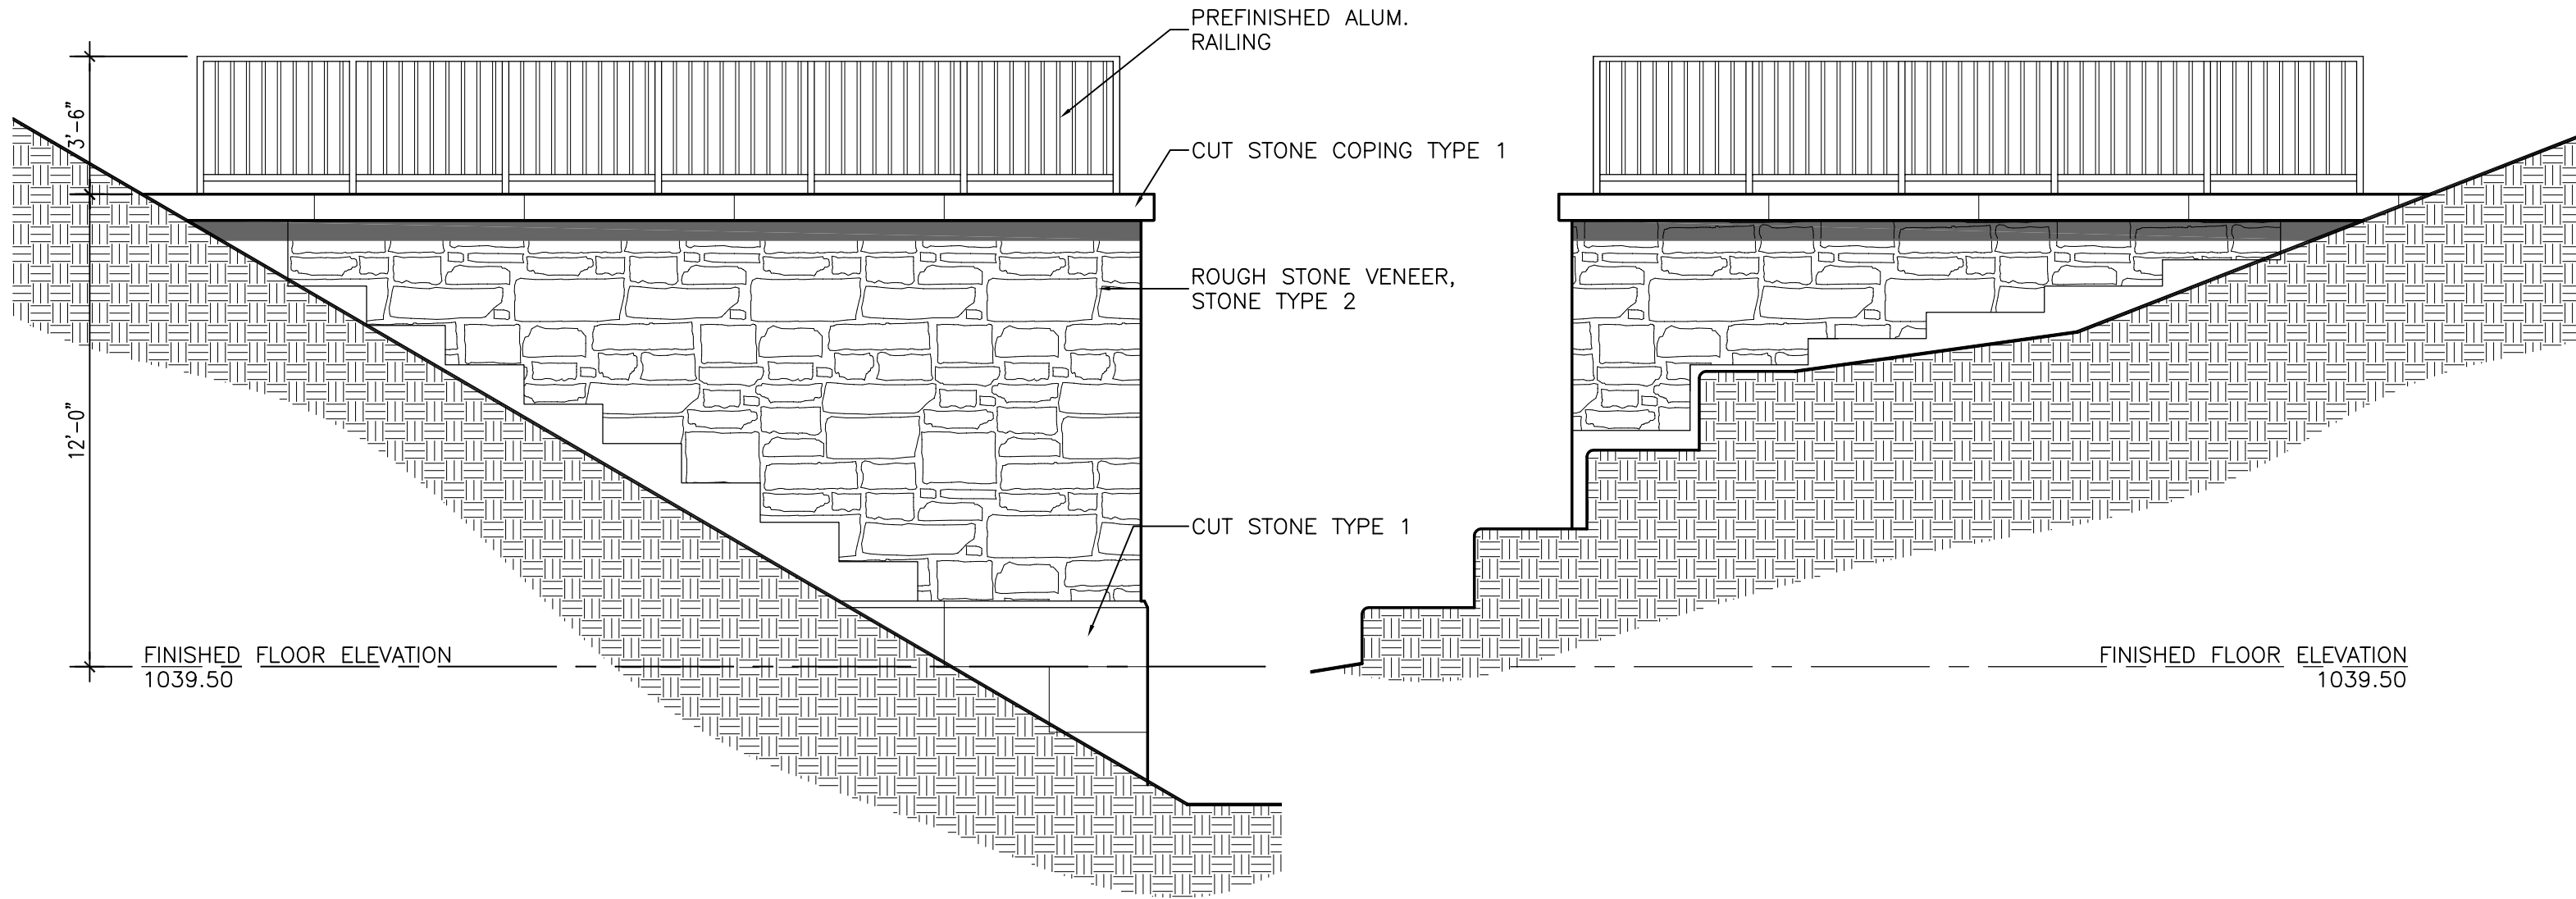 PREFINISHED ALUM.
RAILING
3'-6"
CUT STONE COPING TYPE 1
ROUGH STONE VENEER,
STONE TYPE 2
12'-0"
CUT STONE TYPE 1
FINISHED FLOOR ELEVATION
1039.50
FINISHED FLOOR ELEVATION
1039.50